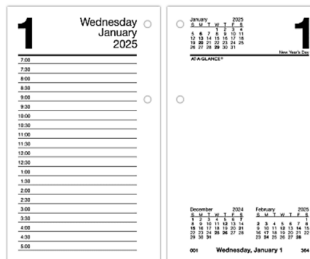 1
Wednesday
January
2025
7:00
7:30
8:00
8:30
9:00
9:30
10:00
10:30
11:00
11:30
12:00
12:30
1:00
1:30
2:00
2:30
3:00
3:30
4:00
4:30
5:00
January 2025
S M T W T F S
1 2 3 4
5 6 7 8 9 10 11
12 13 14 15 16 17 18
19 20 21 22 23 24 25
26 27 28 29 30 31
1
New Year's Day
AT-A-GLANCE®
December 2024
S M T W T F S
1 2 3 4 5 6 7
8 9 10 11 12 13 14
15 16 17 18 19 20 21
22 23 24 25 26 27 28
29 30 31
February 2025
S M T W T F S
1
2 3 4 5 6 7 8
9 10 11 12 13 14 15
16 17 18 19 20 21 22
23 24 25 26 27 28
001 Wednesday, January 1 364